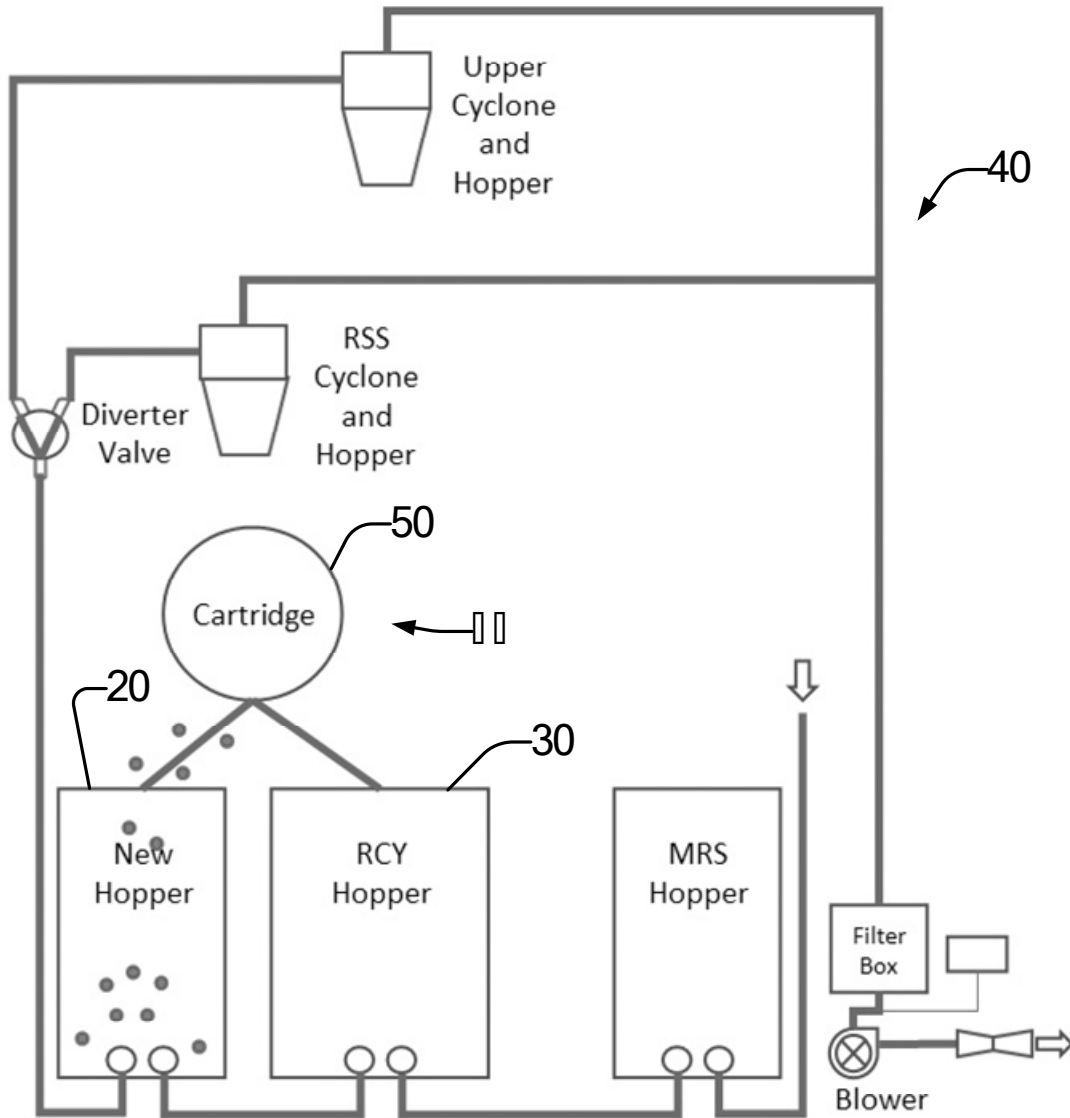 Upper
Cyclone
and
Hopper
40
RSS
Cyclone
and
Hopper
Diverter
Valve
50
Cartridge
20
30
New
Hopper
RCY
Hopper
MRS
Hopper
Filter
Box
Blower